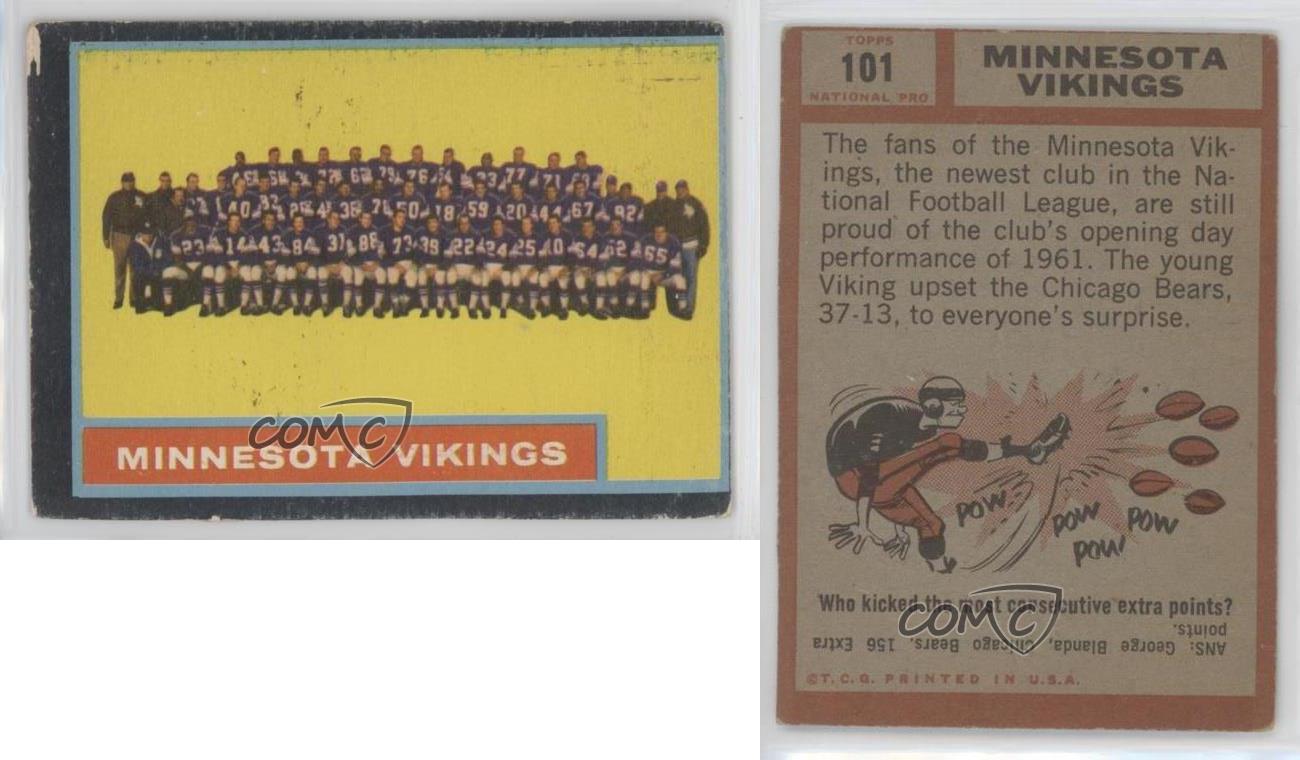 MINNESOTA VIKINGS
COMC
TOPPS
101
NATIONAL PRO
MINNESOTA
VIKINGS
The fans of the Minnesota Vik-
ings, the newest club in the Na-
tional Football League, are still
proud of the club's opening day
performance of 1961. The young
Viking upset the Chicago Bears,
37-13, to everyone's surprise.
POW
POW
POW
POW
Who kicked the most consecutive extra points?
COMC
ANS: George Blanda, Chicago Bears. 156 Extra
points.
©T.C.G. PRINTED IN U.S.A.